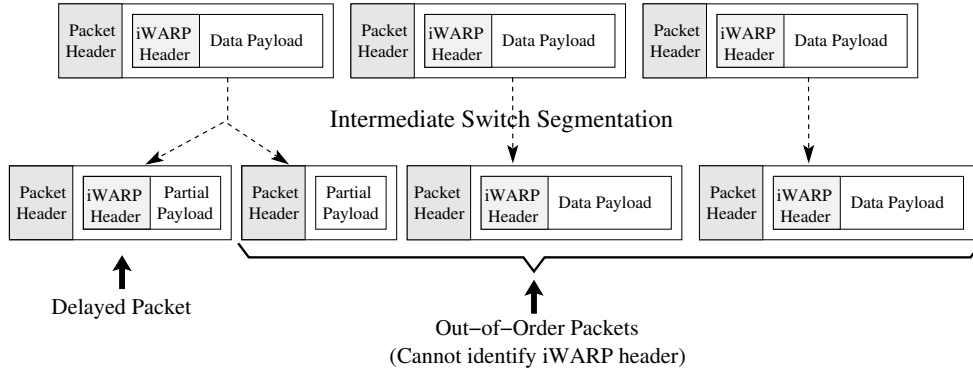 Packet
Header
iWARP
Header
Data Payload
Packet
Header
iWARP
Header
Data Payload
Packet
Header
iWARP
Header
Data Payload
Intermediate Switch Segmentation
Packet
Header
iWARP
Header
Partial
Payload
Packet
Header
Partial
Payload
Packet
Header
iWARP
Header
Data Payload
Packet
Header
iWARP
Header
Data Payload
Delayed Packet
Out−of−Order Packets
(Cannot identify iWARP header)